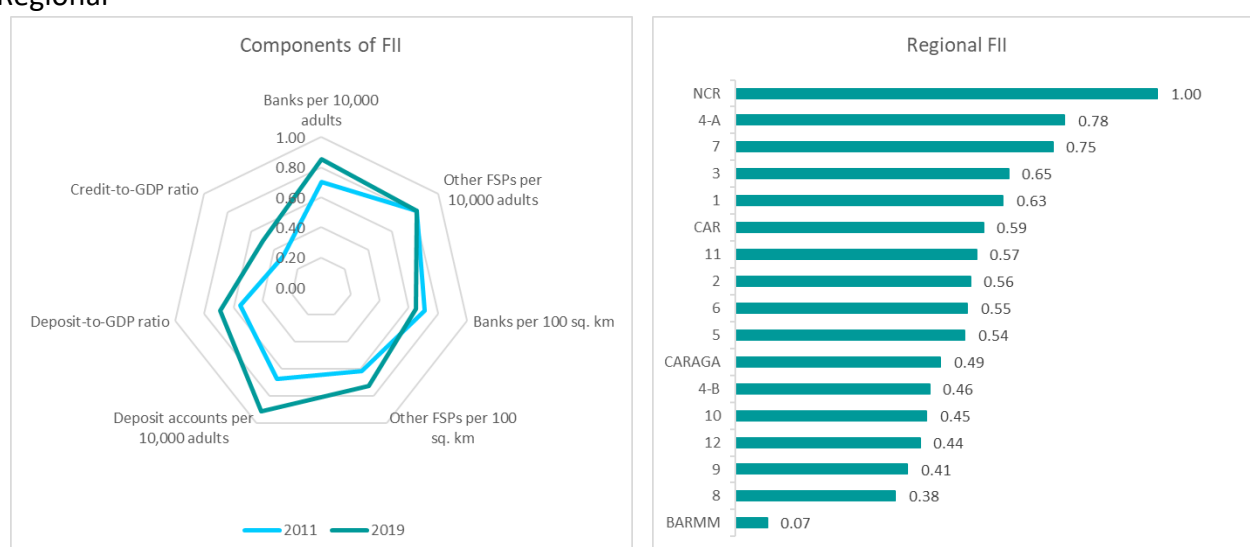 Regional
Components of FII
Banks per 10,000
adults
1.00
0.80
0.60
0.40
0.20
0.00
Other FSPs per
10,000 adults
Banks per 100 sq. km
Other FSPs per 100
sq. km
Deposit accounts per
10,000 adults
Deposit-to-GDP ratio
Credit-to-GDP ratio
2011 2019
Regional FII
NCR 1.00
4-A 0.78
7 0.75
3 0.65
1 0.63
CAR 0.59
11 0.57
2 0.56
6 0.55
5 0.54
CARAGA 0.49
4-B 0.46
10 0.45
12 0.44
9 0.41
8 0.38
BARMM 0.07